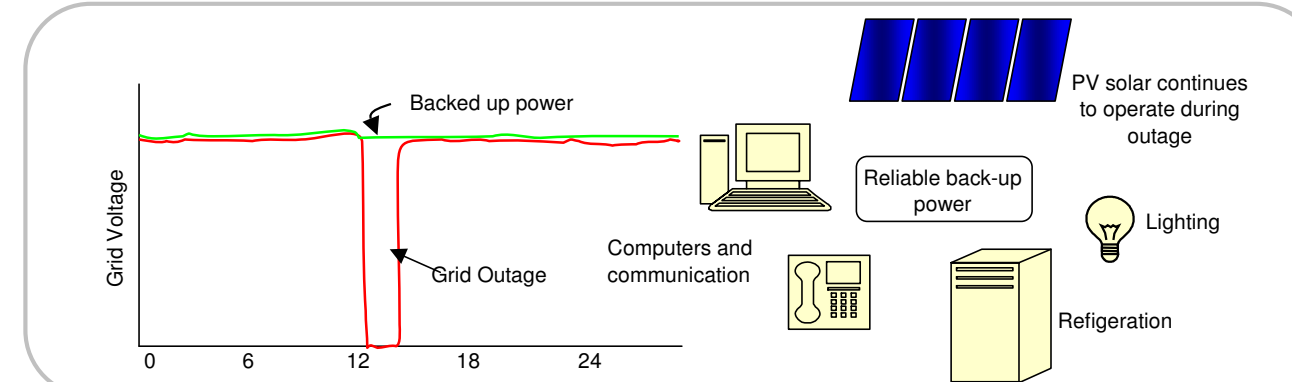 PV solar continues
to operate during
outage
Backed up power
Reliable back-up
power
Lighting
Grid Voltage
Computers and
communication
Grid Outage
Refigeration
0 6 12 18 24